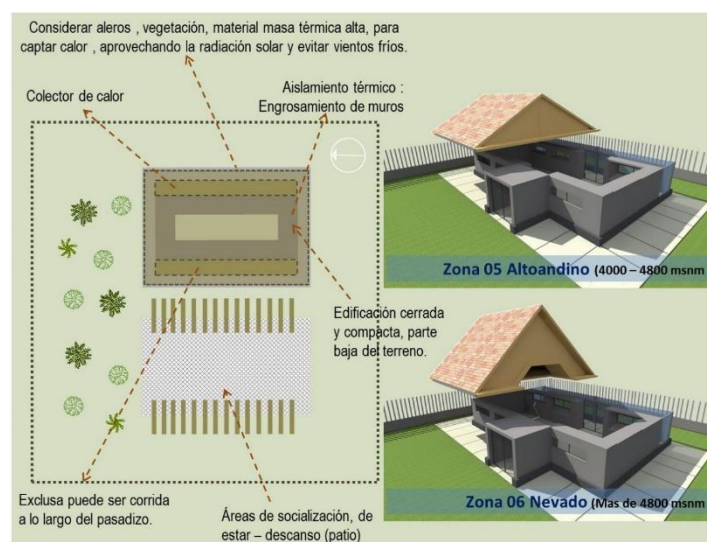 Considerar aleros , vegetación, material masa térmica alta, para
captar calor , aprovechando la radiación solar y evitar vientos fríos.
Colector de calor
Aislamiento térmico :
Engrosamiento de muros
Zona 05 Altoandino (4000 – 4800 msnm)
Edificación cerrada
y compacta, parte
baja del terreno.
Exclusa puede ser corrida
a lo largo del pasadizo.
Áreas de socialización, de
estar – descanso (patio)
Zona 06 Nevado (Mas de 4800 msnm)